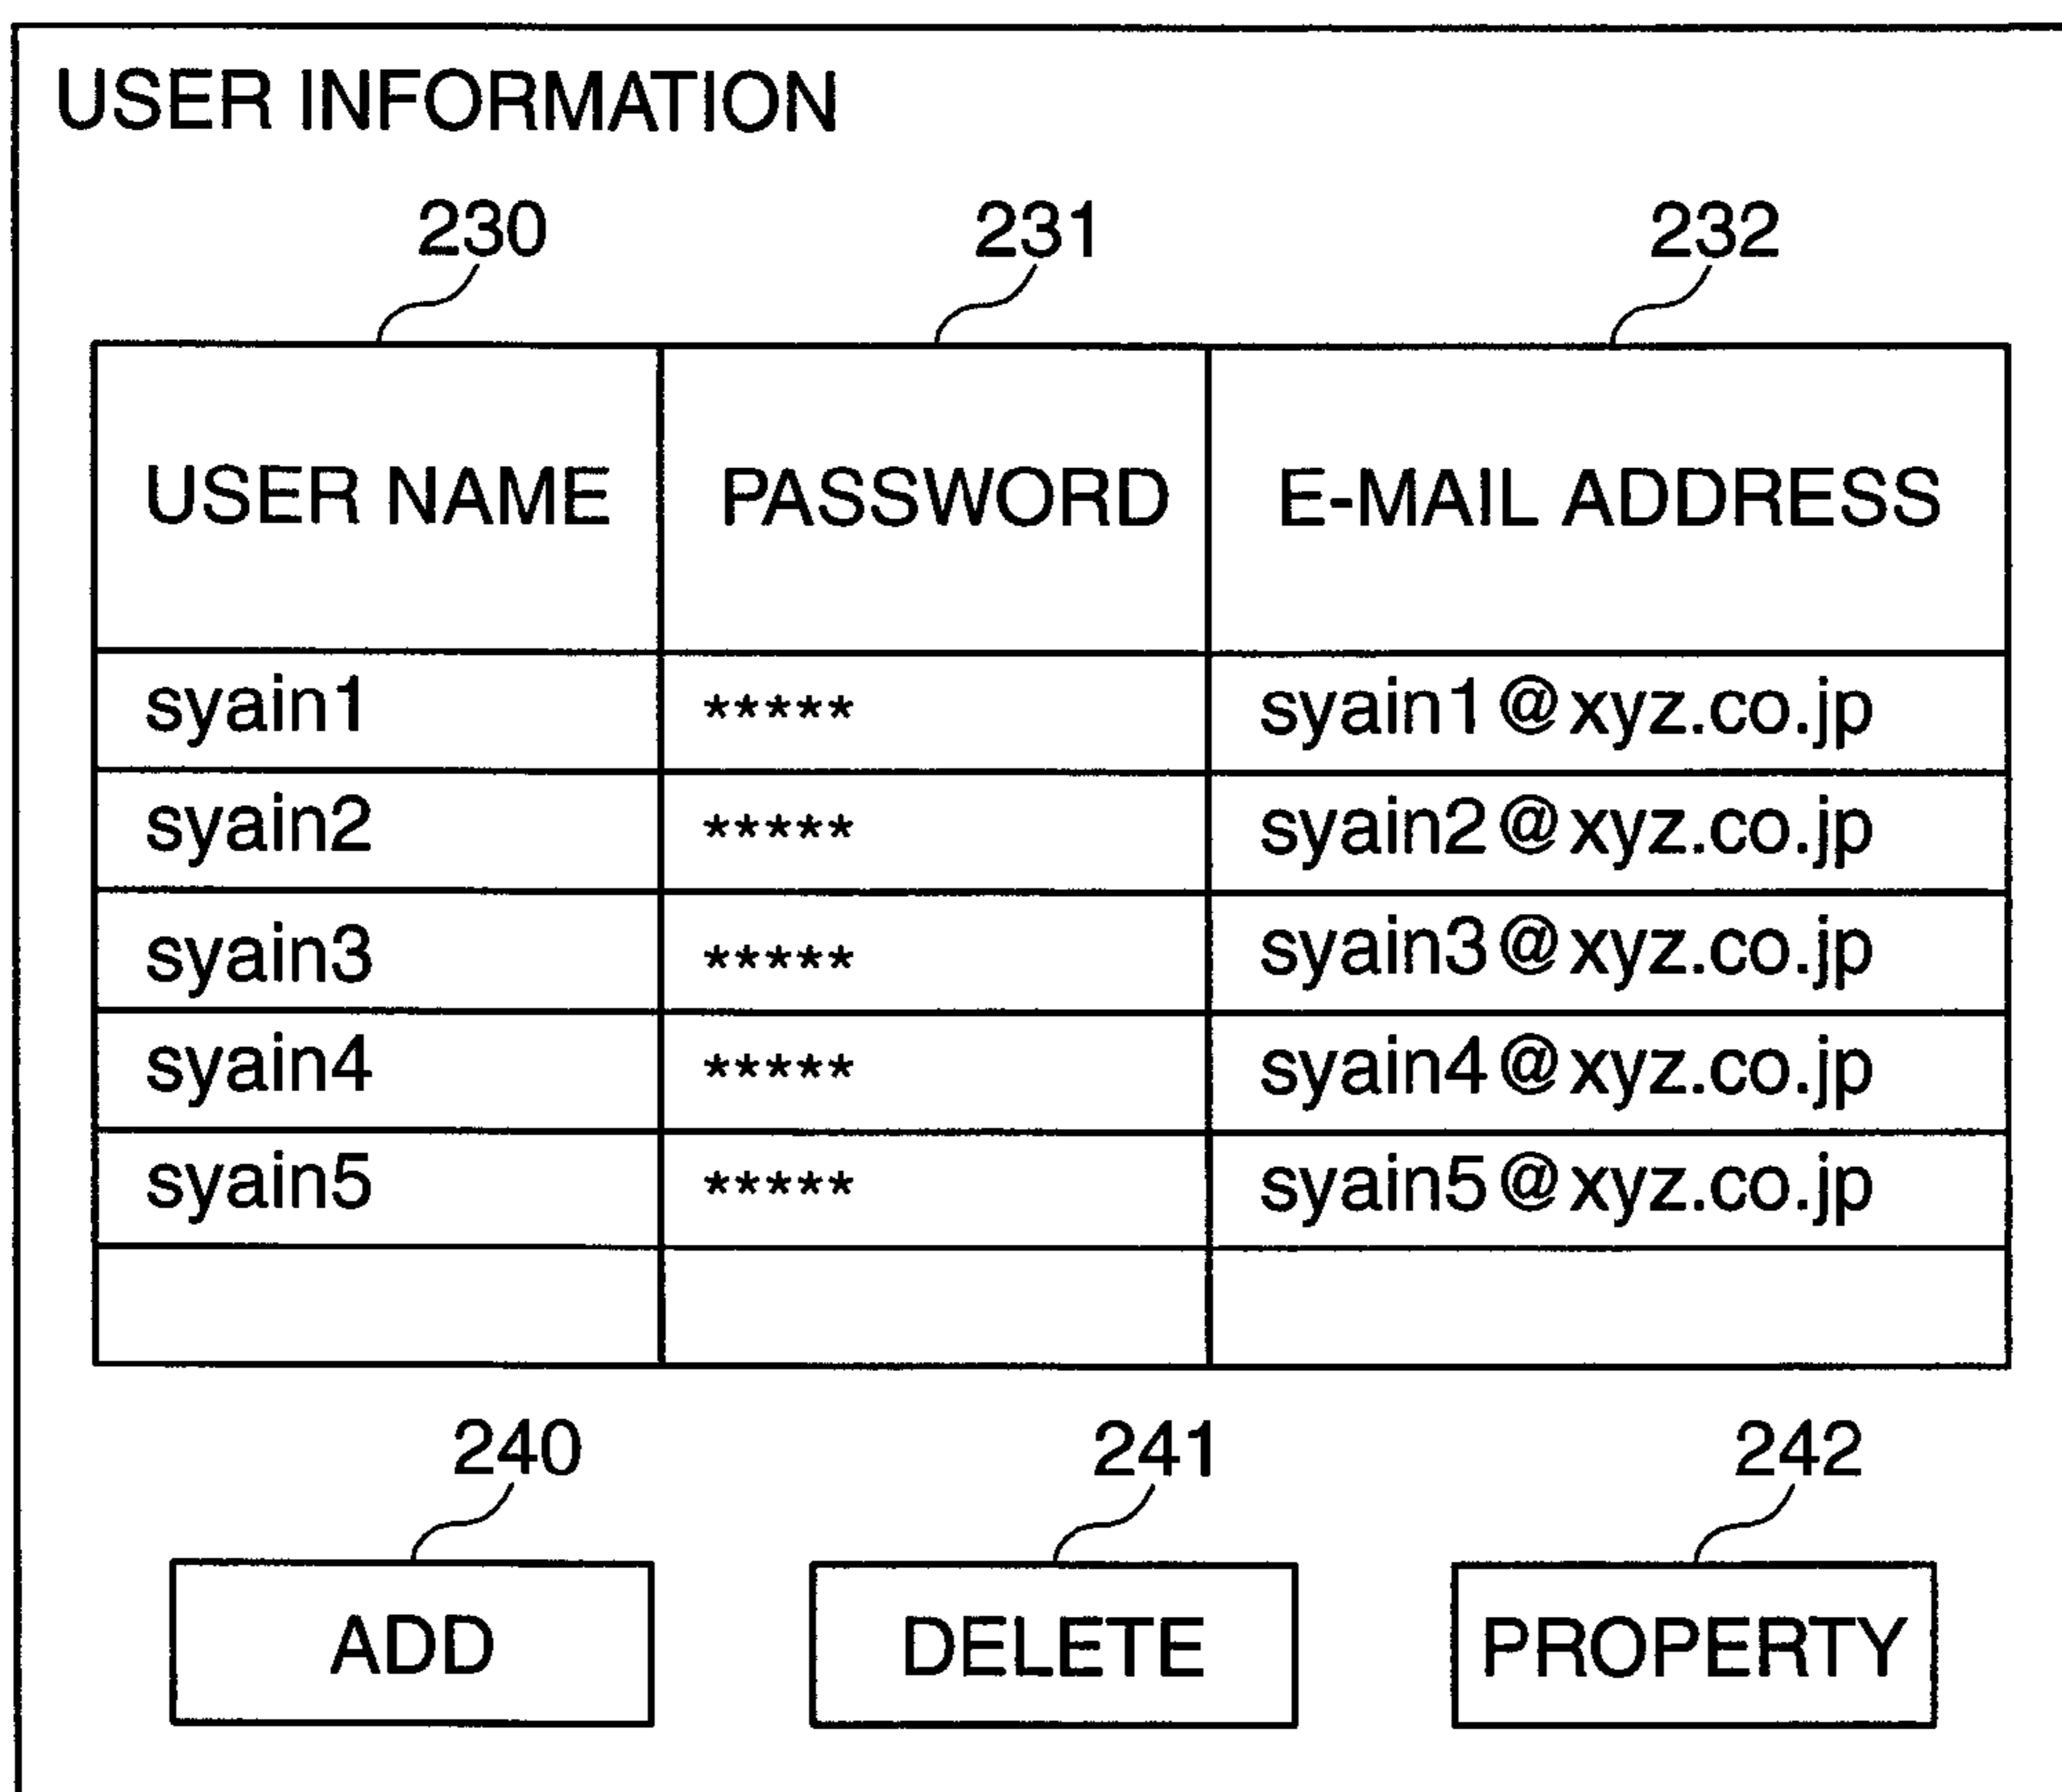 USER INFORMATION
230 231 232
USER NAME PASSWORD E-MAIL ADDRESS
syain1 ***** syain1@xyz.co.jp
syain2 ***** syain2@xyz.co.jp
syain3 ***** syain3@xyz.co.jp
syain4 ***** syain4@xyz.co.jp
syain5 ***** syain5@xyz.co.jp
240 241 242
ADD DELETE PROPERTY